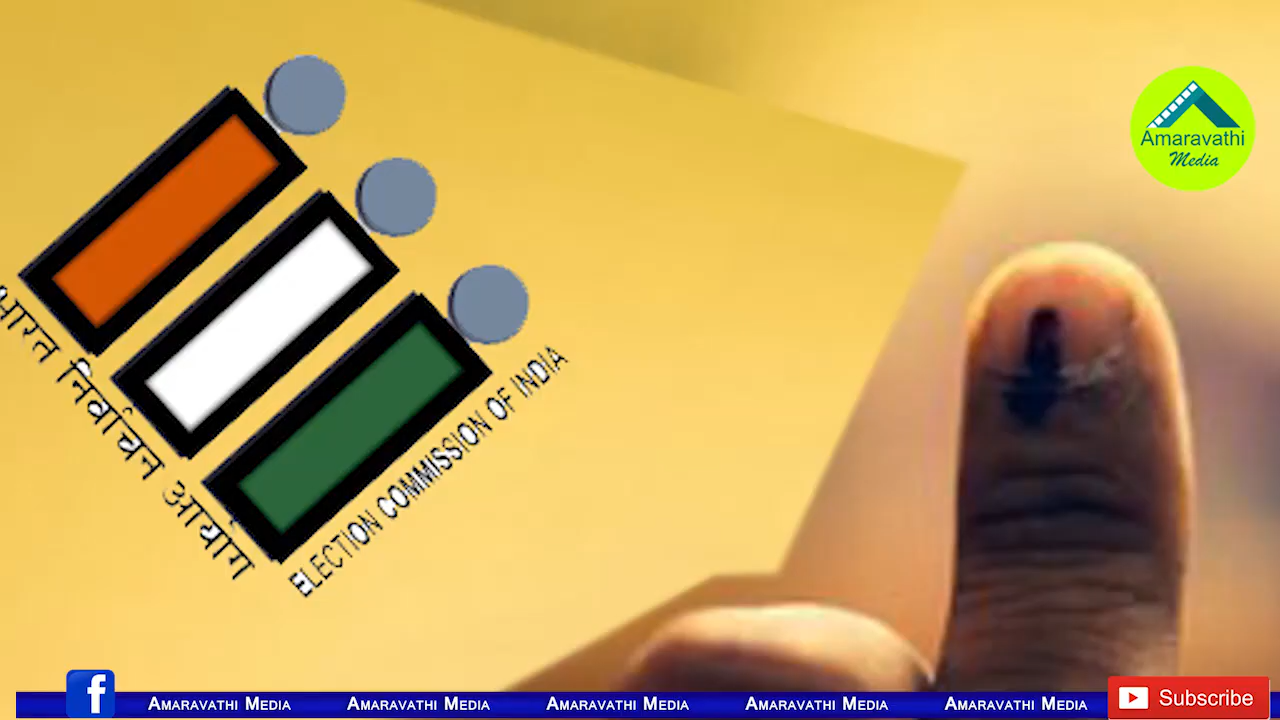 Amaravathi
Media
भारत निर्वाचन आयोग
ELECTION COMMISSION OF INDIA
f
AMARAVATHI MEDIA AMARAVATHI MEDIA AMARAVATHI MEDIA AMARAVATHI MEDIA AMARAVATHI MEDIA
Subscribe